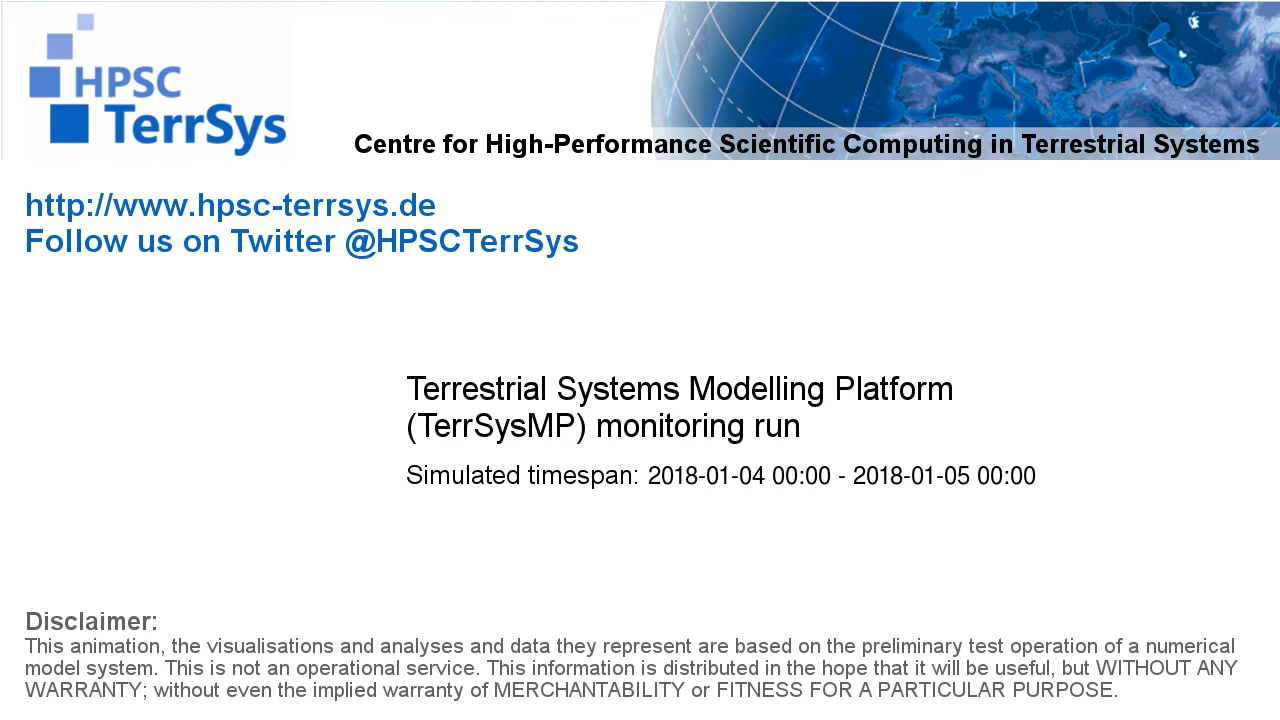 HPSC
TerrSys
Centre for High-Performance Scientific Computing in Terrestrial Systems
http://www.hpsc-terrsys.de
Follow us on Twitter @HPSCTerrSys
Terrestrial Systems Modelling Platform
(TerrSysMP) monitoring run
Simulated timespan: 2018-01-04 00:00 - 2018-01-05 00:00
Disclaimer:
This animation, the visualisations and analyses and data they represent are based on the preliminary test operation of a numerical
model system. This is not an operational service. This information is distributed in the hope that it will be useful, but WITHOUT ANY
WARRANTY; without even the implied warranty of MERCHANTABILITY or FITNESS FOR A PARTICULAR PURPOSE.